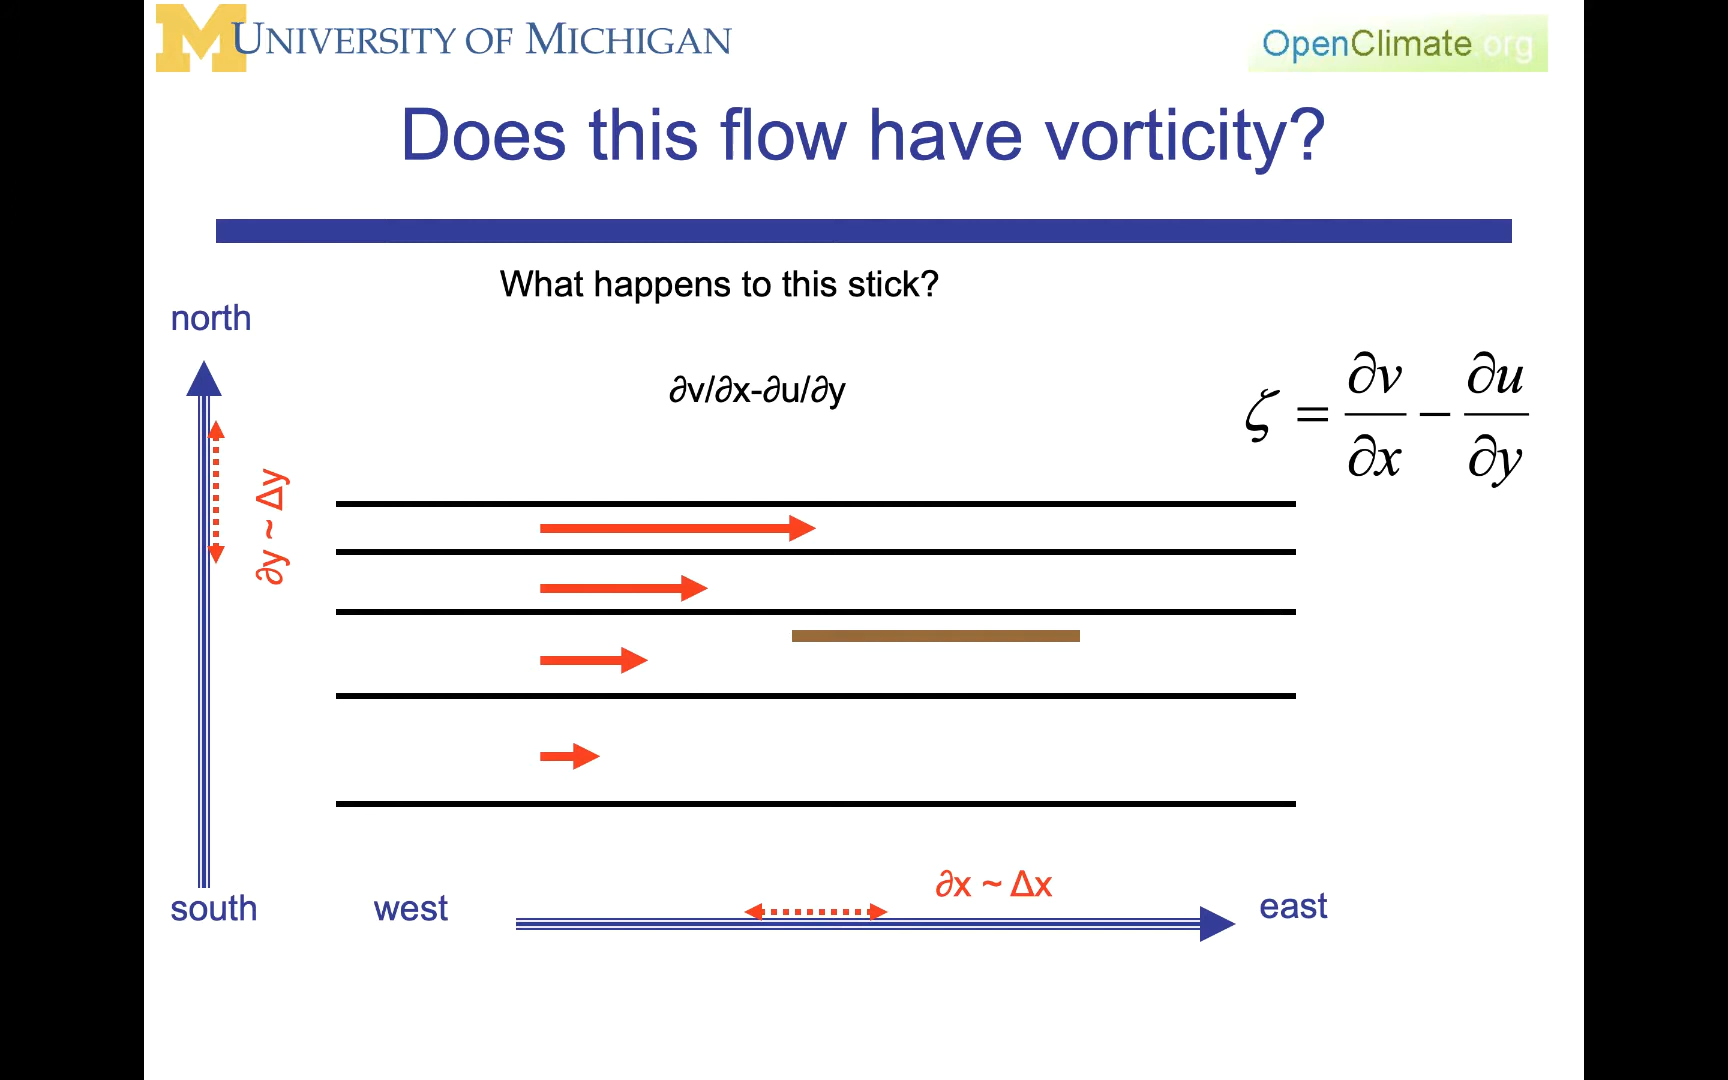 M UNIVERSITY OF MICHIGAN
OpenClimate.org
Does this flow have vorticity?
What happens to this stick?
north
∂v/∂x-∂u/∂y
ζ = ∂v/∂x − ∂u/∂y
∂y ~ Δy
∂x ~ Δx
south
west
east